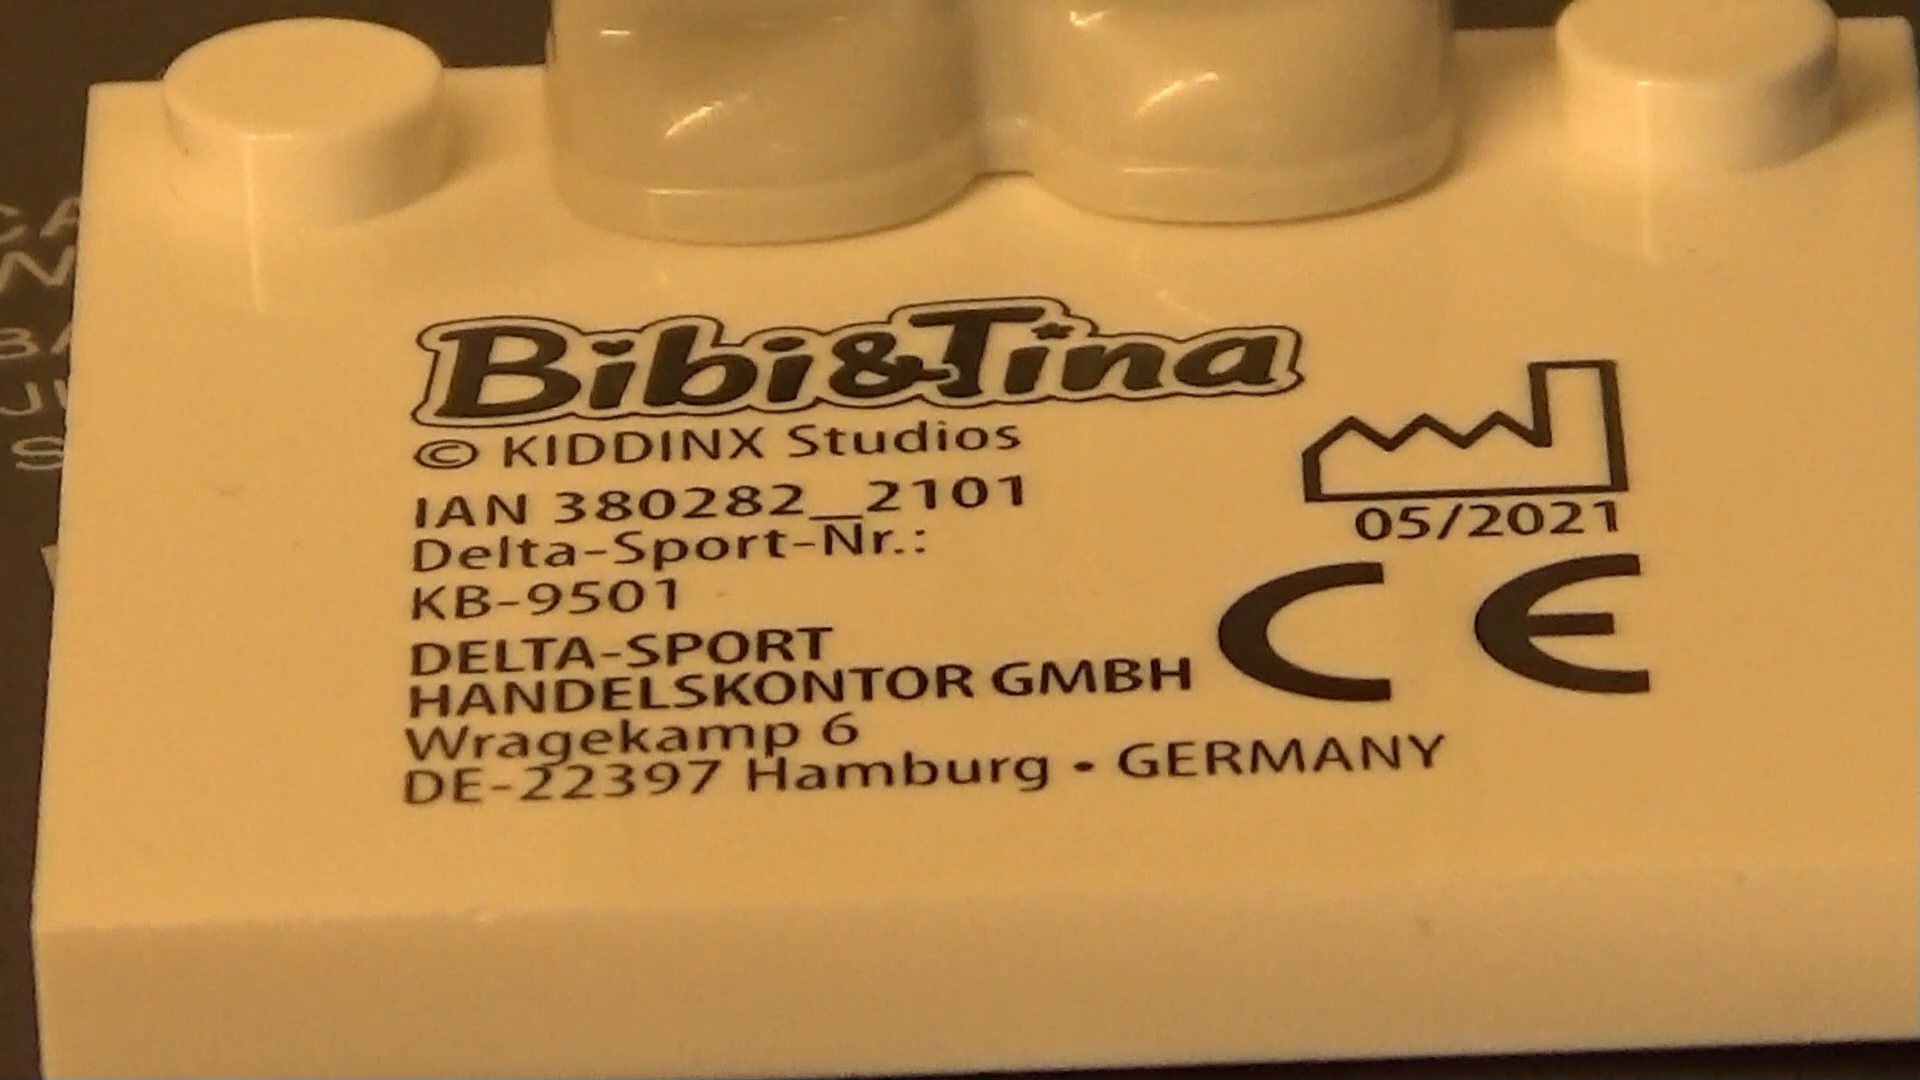 Bibi&Tina
© KIDDINX Studios
IAN 380282_2101
05/2021
Delta-Sport-Nr.:
KB-9501
CE
DELTA-SPORT
HANDELSKONTOR GMBH
Wragekamp 6
DE-22397 Hamburg • GERMANY